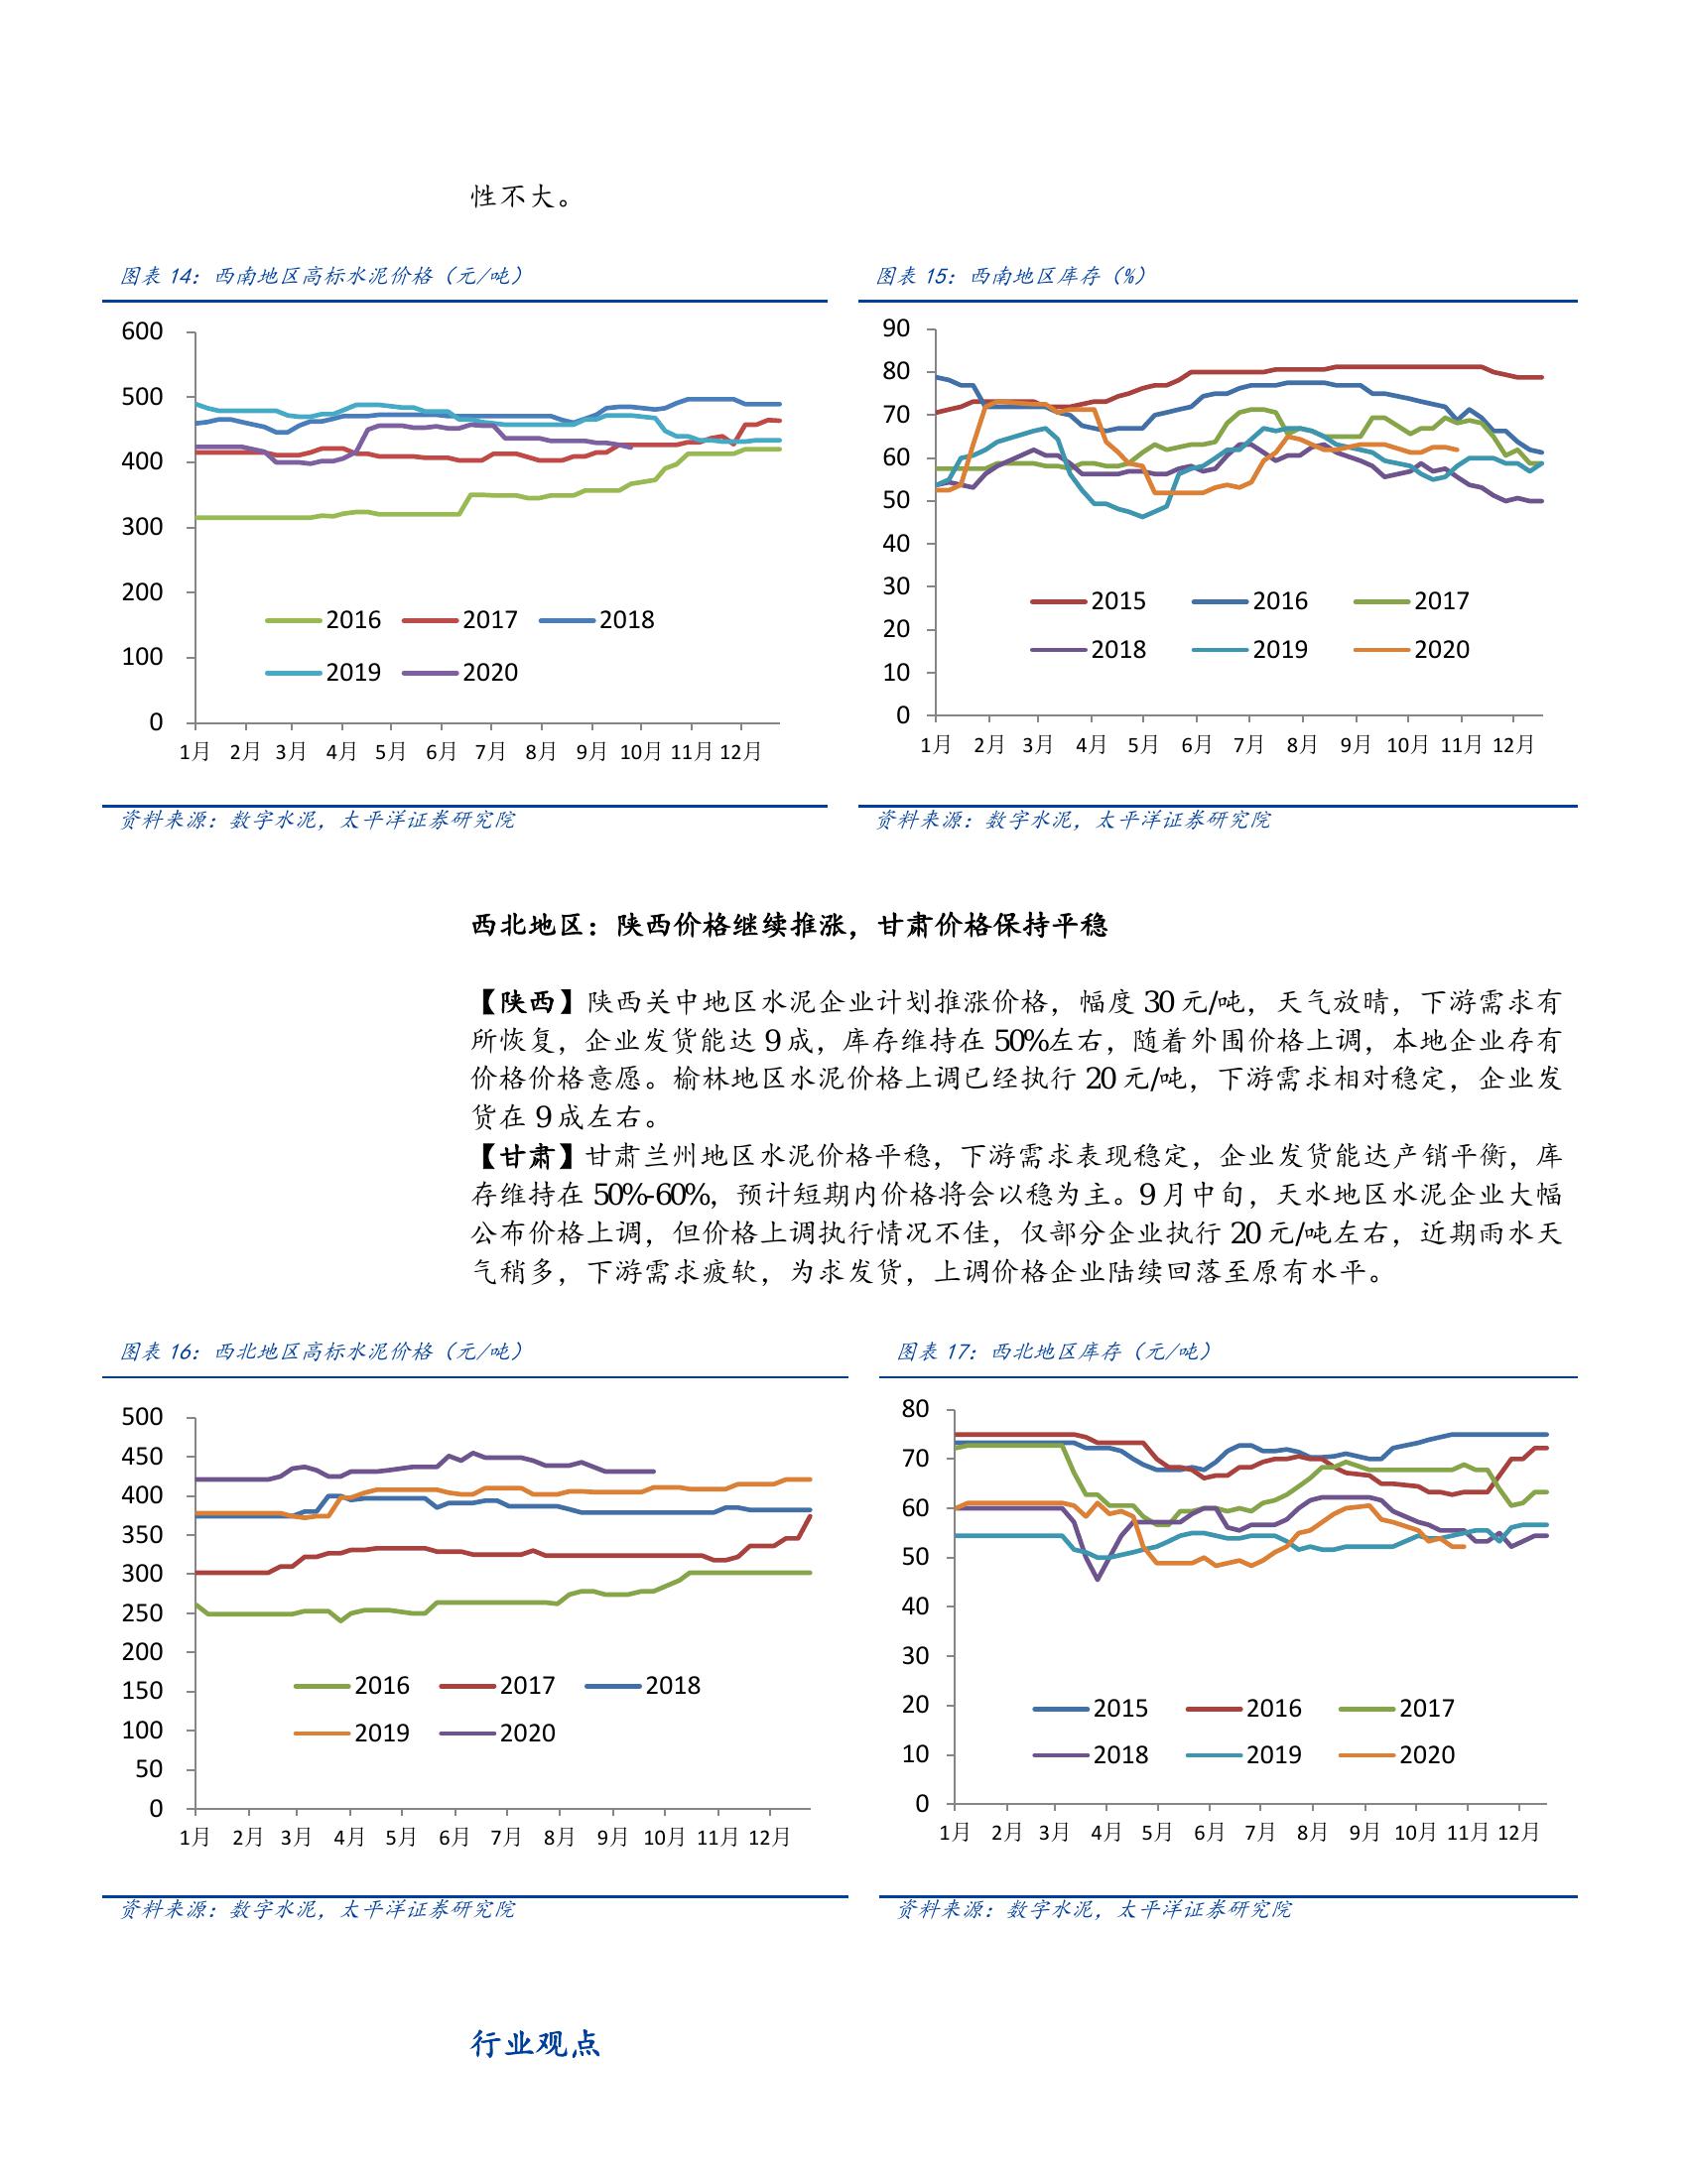 性不大。
图表 14：西南地区高标水泥价格（元/吨）
图表 15：西南地区库存（%）
600
500
400
300
200
100
0
2016
2017
2018
2019
2020
1月 2月 3月 4月 5月 6月 7月 8月 9月 10月 11月 12月
90
80
70
60
50
40
30
20
10
0
2015
2016
2017
2018
2019
2020
1月 2月 3月 4月 5月 6月 7月 8月 9月 10月 11月 12月
资料来源：数字水泥，太平洋证券研究院
资料来源：数字水泥，太平洋证券研究院
西北地区：陕西价格继续推涨，甘肃价格保持平稳
【陕西】陕西关中地区水泥企业计划推涨价格，幅度 30 元/吨，天气放晴，下游需求有
所恢复，企业发货能达 9 成，库存维持在 50%左右，随着外围价格上调，本地企业存有
价格价格意愿。榆林地区水泥价格上调已经执行 20 元/吨，下游需求相对稳定，企业发
货在 9 成左右。
【甘肃】甘肃兰州地区水泥价格平稳，下游需求表现稳定，企业发货能达产销平衡，库
存维持在 50%-60%，预计短期内价格将会以稳为主。9 月中旬，天水地区水泥企业大幅
公布价格上调，但价格上调执行情况不佳，仅部分企业执行 20 元/吨左右，近期雨水天
气稍多，下游需求疲软，为求发货，上调价格企业陆续回落至原有水平。
图表 16：西北地区高标水泥价格（元/吨）
图表 17：西北地区库存（元/吨）
500
450
400
350
300
250
200
150
100
50
0
2016
2017
2018
2019
2020
1月 2月 3月 4月 5月 6月 7月 8月 9月 10月 11月 12月
80
70
60
50
40
30
20
10
0
2015
2016
2017
2018
2019
2020
1月 2月 3月 4月 5月 6月 7月 8月 9月 10月 11月 12月
资料来源：数字水泥，太平洋证券研究院
资料来源：数字水泥，太平洋证券研究院
行业观点